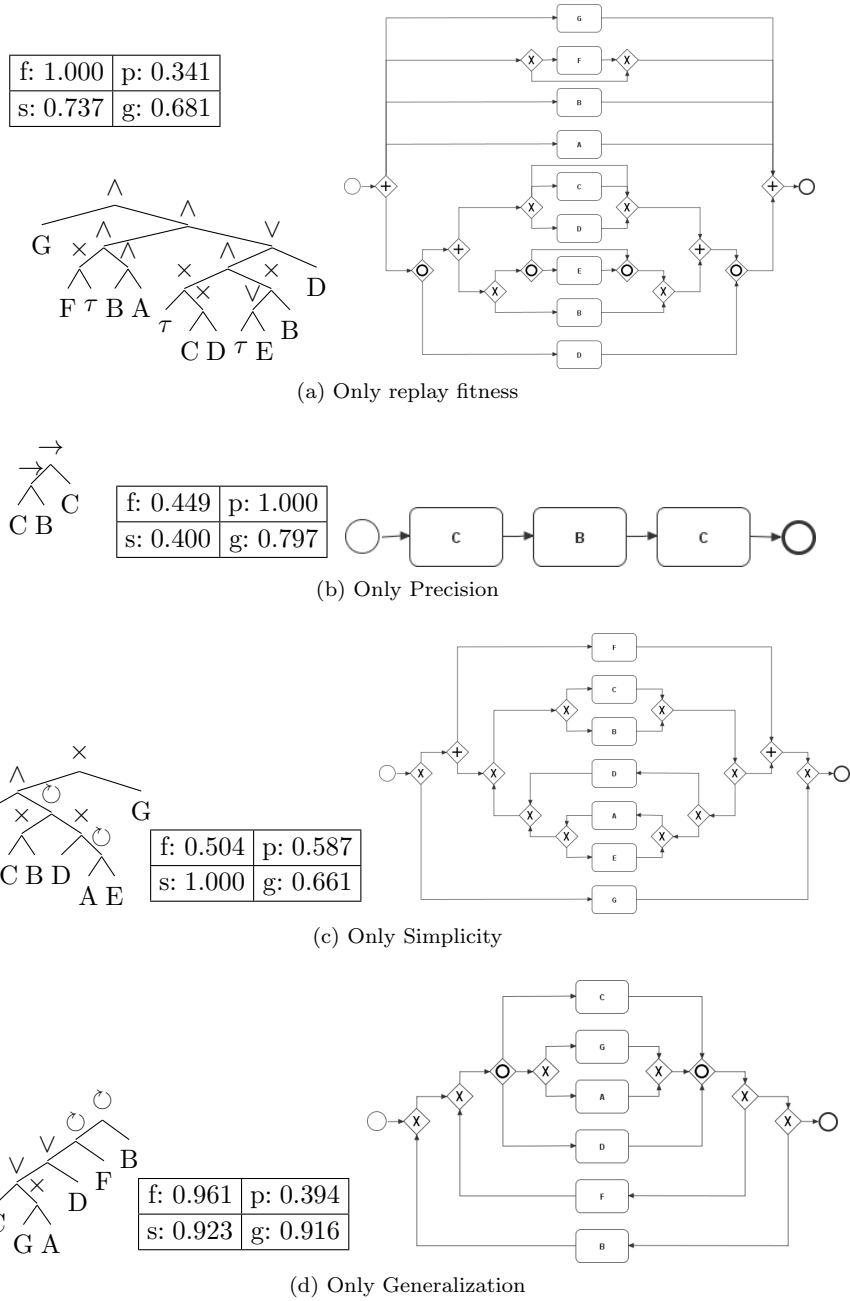 G
f: 1.000 p: 0.341
F
s: 0.737 g: 0.681
B
A
∧
∧
C
G ∧ ∨
× ∧ ∧ D
× × D
F τ B A
E
τ × ∨ B
B
C D τ E
D
(a) Only replay fitness
→
→
C
C B
f: 0.449 p: 1.000
s: 0.400 g: 0.797
C B C
(b) Only Precision
F
C
B
×
D
∧ ↻ G
A
× × ↻
f: 0.504 p: 0.587
E
C B D
s: 1.000 g: 0.661
A E
G
(c) Only Simplicity
C
G
A
↻
↻
D
∨ B
∨ × F
D
f: 0.961 p: 0.394
F
G A
s: 0.923 g: 0.916
B
(d) Only Generalization